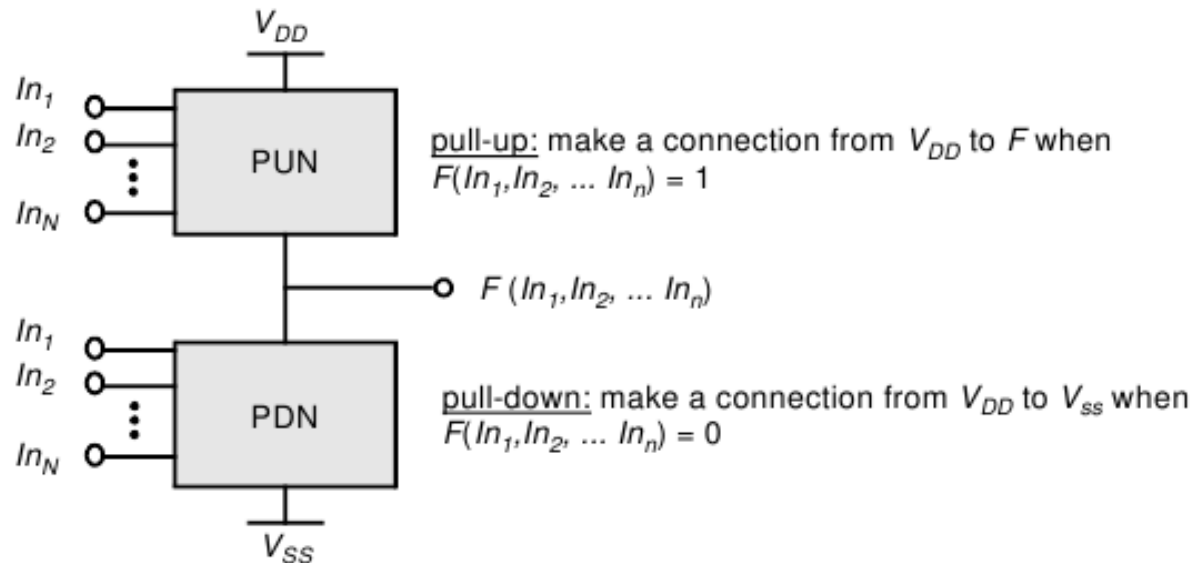 V_DD
In_1
In_2
In_N
PUN
pull-up: make a connection from V_DD to F when
F(In_1,In_2, ... In_n) = 1
F (In_1,In_2, ... In_n)
In_1
In_2
In_N
PDN
pull-down: make a connection from V_DD to V_ss when
F(In_1,In_2, ... In_n) = 0
V_SS